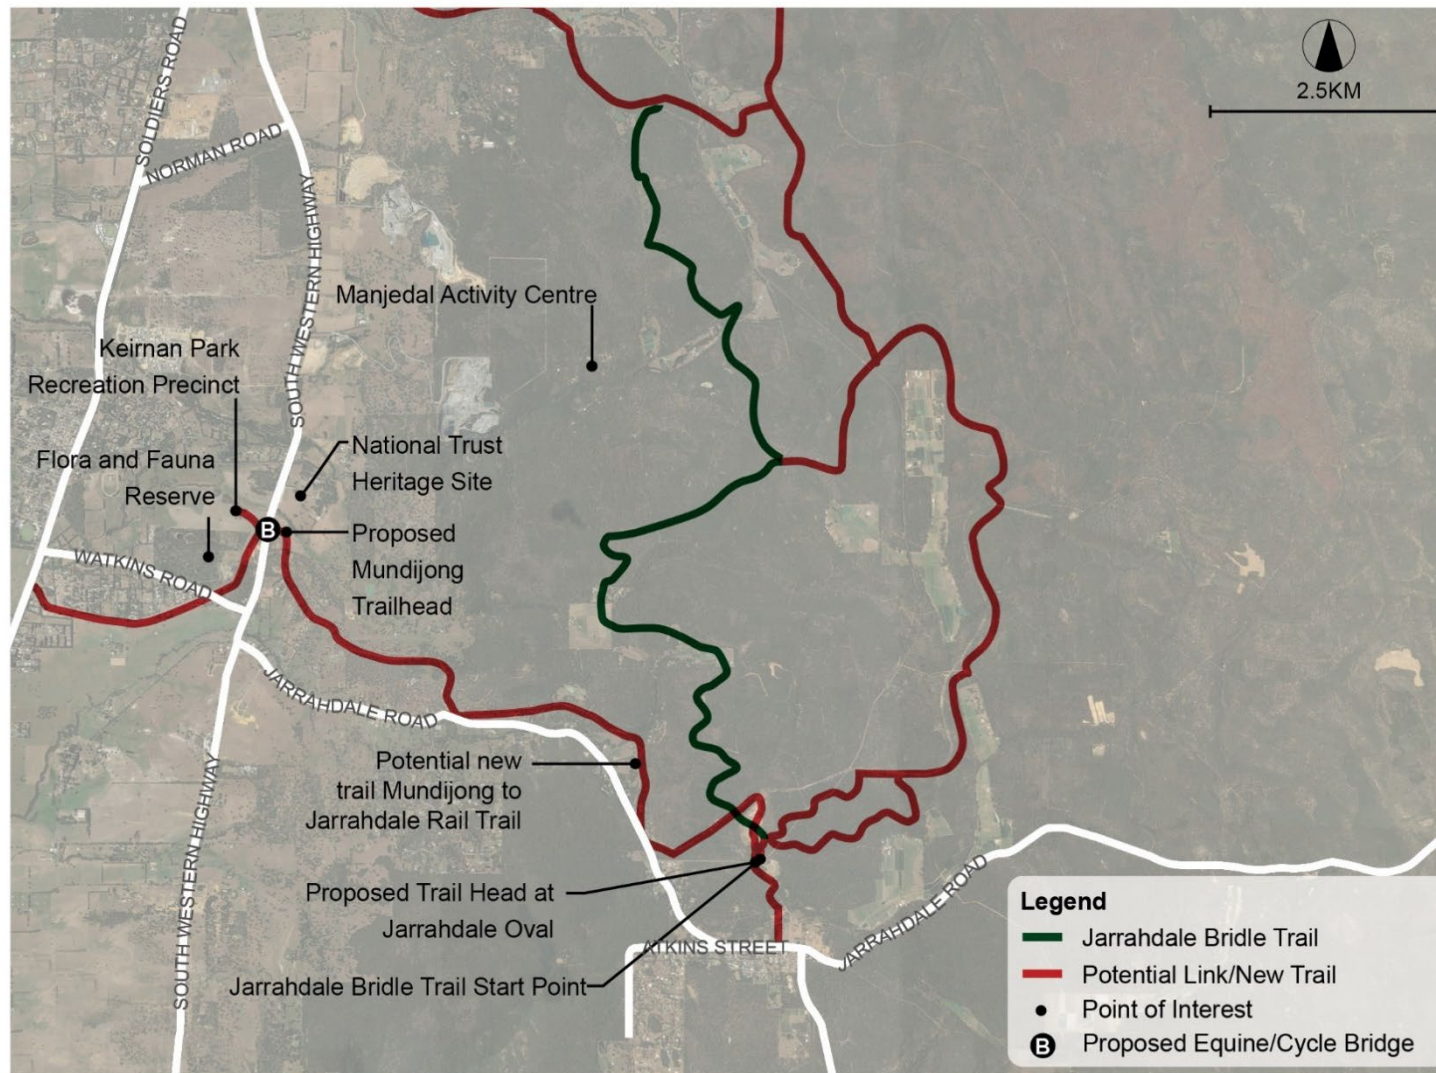 2.5KM
SOLDIERS ROAD
NORMAN ROAD
SOUTH WESTERN HIGHWAY
Manjedal Activity Centre
Keirnan Park
Recreation Precinct
National Trust
Heritage Site
Flora and Fauna
Reserve
B
Proposed
Mundijong
Trailhead
WATKINS ROAD
JARRAHDALE ROAD
Potential new
trail Mundijong to
Jarrahdale Rail Trail
SOUTH WESTERN HIGHWAY
Proposed Trail Head at
Jarrahdale Oval
ATKINS STREET
JARRAHDALE ROAD
Jarrahdale Bridle Trail Start Point
Legend
Jarrahdale Bridle Trail
Potential Link/New Trail
Point of Interest
B Proposed Equine/Cycle Bridge